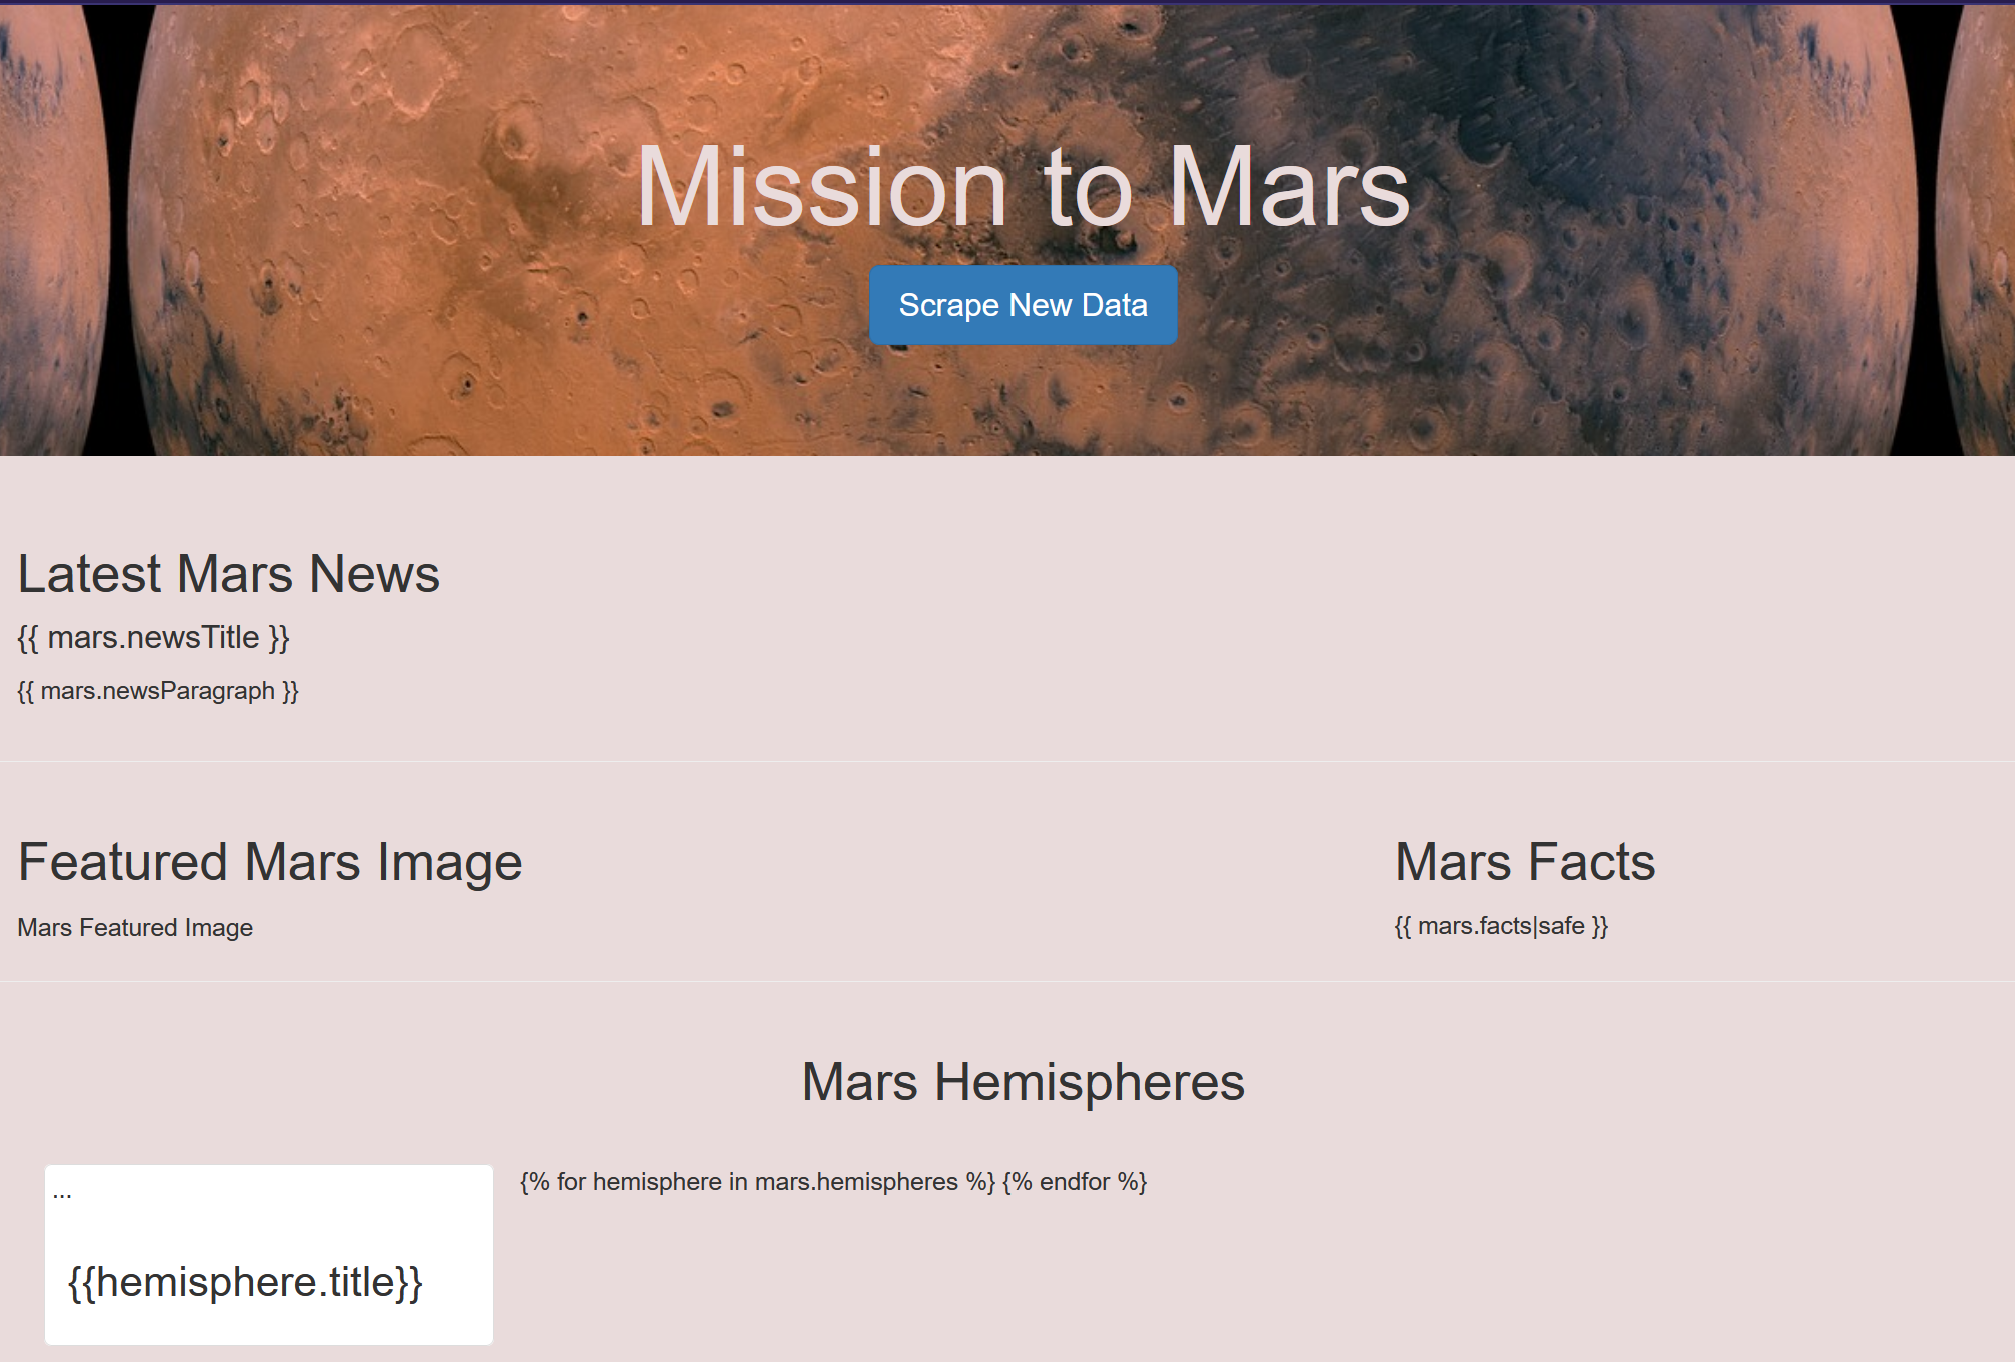 Mission to Mars
Scrape New Data
Latest Mars News
{{ mars.newsTitle }}
{{ mars.newsParagraph }}
Featured Mars Image
Mars Featured Image
Mars Facts
{{ mars.facts|safe }}
Mars Hemispheres
...
{{hemisphere.title}}
{% for hemisphere in mars.hemispheres %} {% endfor %}